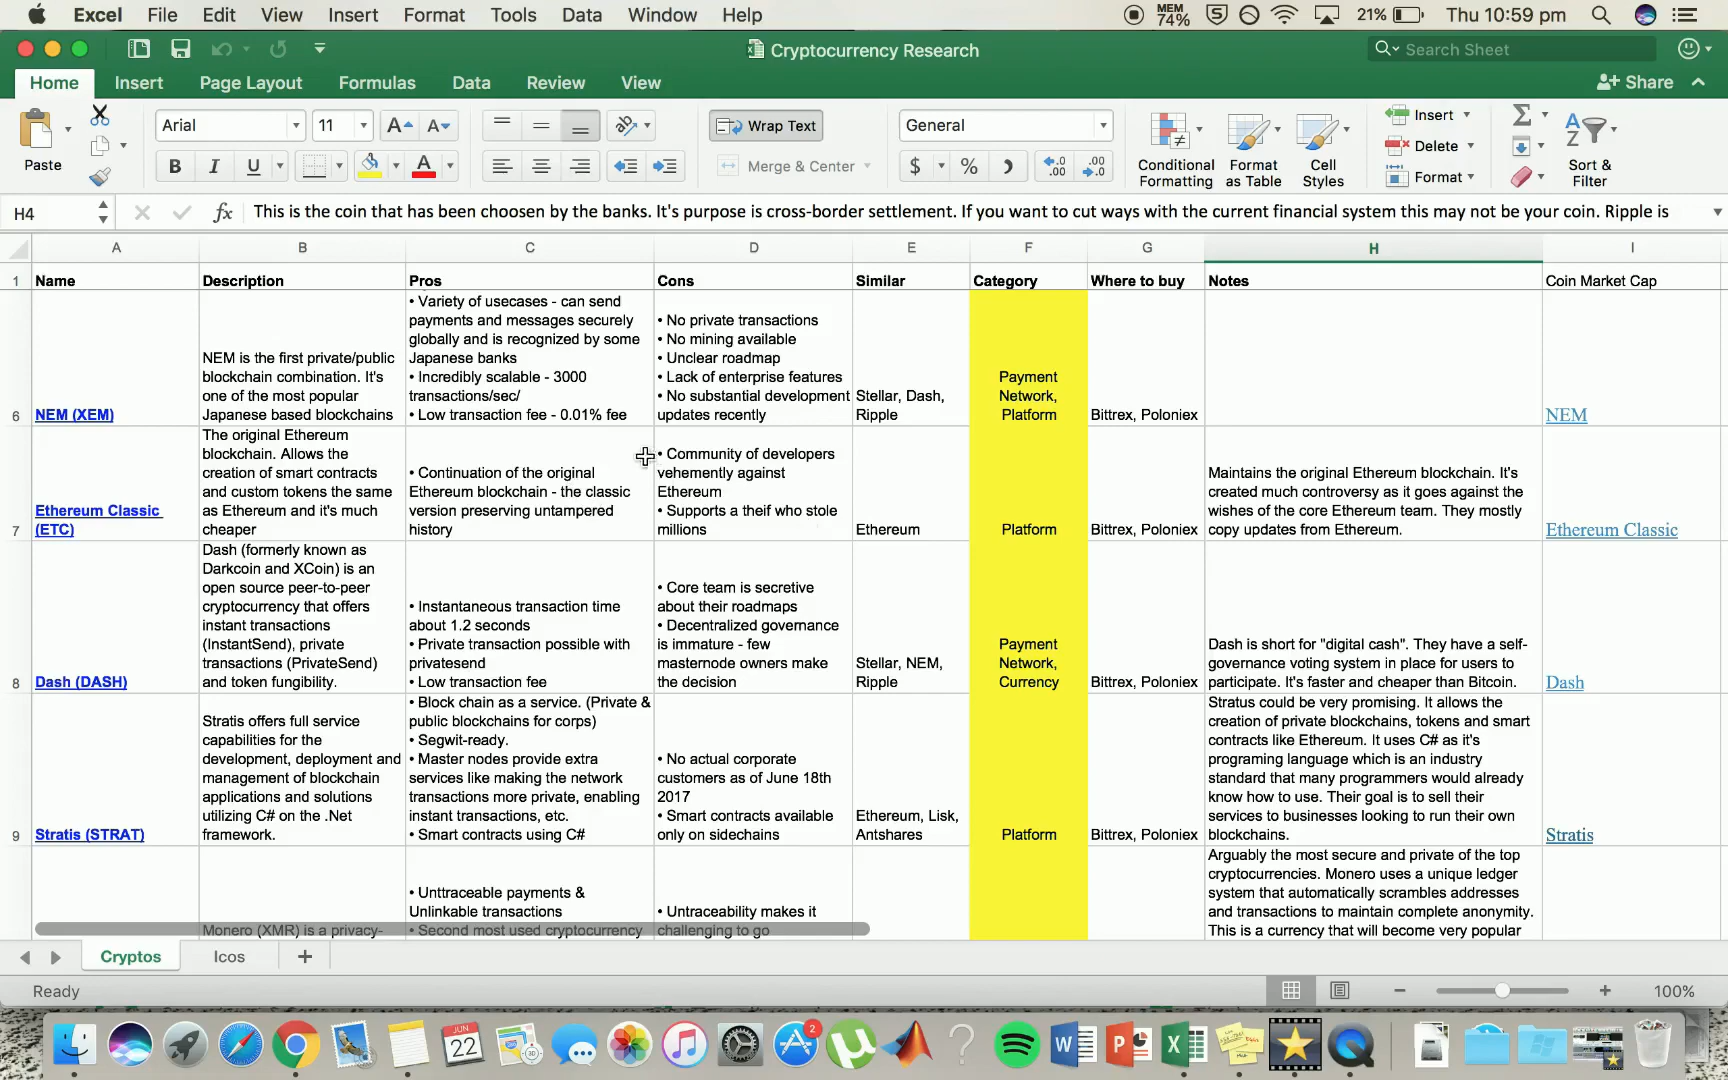 Excel File Edit View Insert Format Tools Data Window Help MEM 74% 21% Thu 10:59 pm
Cryptocurrency Research Search Sheet
Home Insert Page Layout Formulas Data Review View Share
Paste Arial 11 Wrap Text General Insert
Conditional Formatting Format as Table Cell Styles Delete Sort & Filter
B I U Merge & Center $ % Format
H4 fx This is the coin that has been choosen by the banks. It's purpose is cross-border settlement. If you want to cut ways with the current financial system this may not be your coin. Ripple is
A B C D E F G H I
1 Name Description Pros Cons Similar Category Where to buy Notes Coin Market Cap
6
NEM (XEM)
NEM is the first private/public
blockchain combination. It's
one of the most popular
Japanese based blockchains
• Variety of usecases - can send
payments and messages securely
globally and is recognized by some
Japanese banks
• Incredibly scalable - 3000
transactions/sec/
• Low transaction fee - 0.01% fee
• No private transactions
• No mining available
• Unclear roadmap
• Lack of enterprise features
• No substantial development
updates recently
Stellar, Dash,
Ripple
Payment
Network,
Platform
Bittrex, Poloniex
NEM
7
Ethereum Classic
(ETC)
The original Ethereum
blockchain. Allows the
creation of smart contracts
and custom tokens the same
as Ethereum and it's much
cheaper
• Continuation of the original
Ethereum blockchain - the classic
version preserving untampered
history
• Community of developers
vehemently against
Ethereum
• Supports a theif who stole
millions
Ethereum
Platform
Bittrex, Poloniex
Maintains the original Ethereum blockchain. It's
created much controversy as it goes against the
wishes of the core Ethereum team. They mostly
copy updates from Ethereum.
Ethereum Classic
8
Dash (DASH)
Dash (formerly known as
Darkcoin and XCoin) is an
open source peer-to-peer
cryptocurrency that offers
instant transactions
(InstantSend), private
transactions (PrivateSend)
and token fungibility.
• Instantaneous transaction time
about 1.2 seconds
• Private transaction possible with
privatesend
• Low transaction fee
• Core team is secretive
about their roadmaps
• Decentralized governance
is immature - few
masternode owners make
the decision
Stellar, NEM,
Ripple
Payment
Network,
Currency
Bittrex, Poloniex
Dash is short for "digital cash". They have a self-
governance voting system in place for users to
participate. It's faster and cheaper than Bitcoin.
Dash
9
Stratis (STRAT)
Stratis offers full service
capabilities for the
development, deployment and
management of blockchain
applications and solutions
utilizing C# on the .Net
framework.
• Block chain as a service. (Private &
public blockchains for corps)
• Segwit-ready.
• Master nodes provide extra
services like making the network
transactions more private, enabling
instant transactions, etc.
• Smart contracts using C#
• No actual corporate
customers as of June 18th
2017
• Smart contracts available
only on sidechains
Ethereum, Lisk,
Antshares
Platform
Bittrex, Poloniex
Stratus could be very promising. It allows the
creation of private blockchains, tokens and smart
contracts like Ethereum. It uses C# as it's
programing language which is an industry
standard that many programmers would already
know how to use. Their goal is to sell their
services to businesses looking to run their own
blockchains.
Stratis
Monero (XMR) is a privacy-
• Unttraceable payments &
Unlinkable transactions
• Second most used cryptocurrency
• Untraceability makes it
challenging to go
Arguably the most secure and private of the top
cryptocurrencies. Monero uses a unique ledger
system that automatically scrambles addresses
and transactions to maintain complete anonymity.
This is a currency that will become very popular
Cryptos Icos
Ready 100%
JUN 22 2